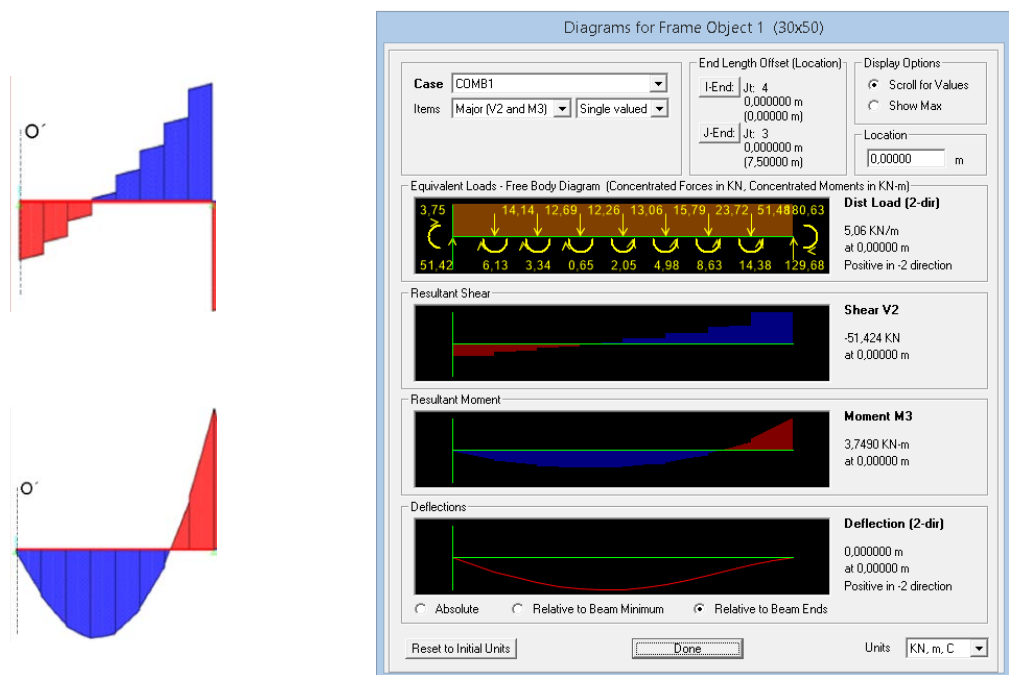 O´
O´
Diagrams for Frame Object 1 (30x50)
Case COMB1
Items Major (V2 and M3) Single valued
End Length Offset (Location)
I-End: Jt: 4
0,000000 m
(0,00000 m)
J-End: Jt: 3
0,000000 m
(7,50000 m)
Display Options
Scroll for Values
Show Max
Location
0,00000 m
Equivalent Loads - Free Body Diagram (Concentrated Forces in KN, Concentrated Moments in KN-m)
3,75 14,14 12,69 12,26 13,06 15,79 23,72 51,48 180,63
51,42 6,13 3,34 0,65 2,05 4,98 8,63 14,38 129,68
Dist Load (2-dir)
5,06 KN/m
at 0,00000 m
Positive in -2 direction
Resultant Shear
Shear V2
-51,424 KN
at 0,00000 m
Resultant Moment
Moment M3
3,7490 KN-m
at 0,00000 m
Deflections
Deflection (2-dir)
0,000000 m
at 0,00000 m
Positive in -2 direction
Absolute Relative to Beam Minimum Relative to Beam Ends
Reset to Initial Units Done Units KN, m, C